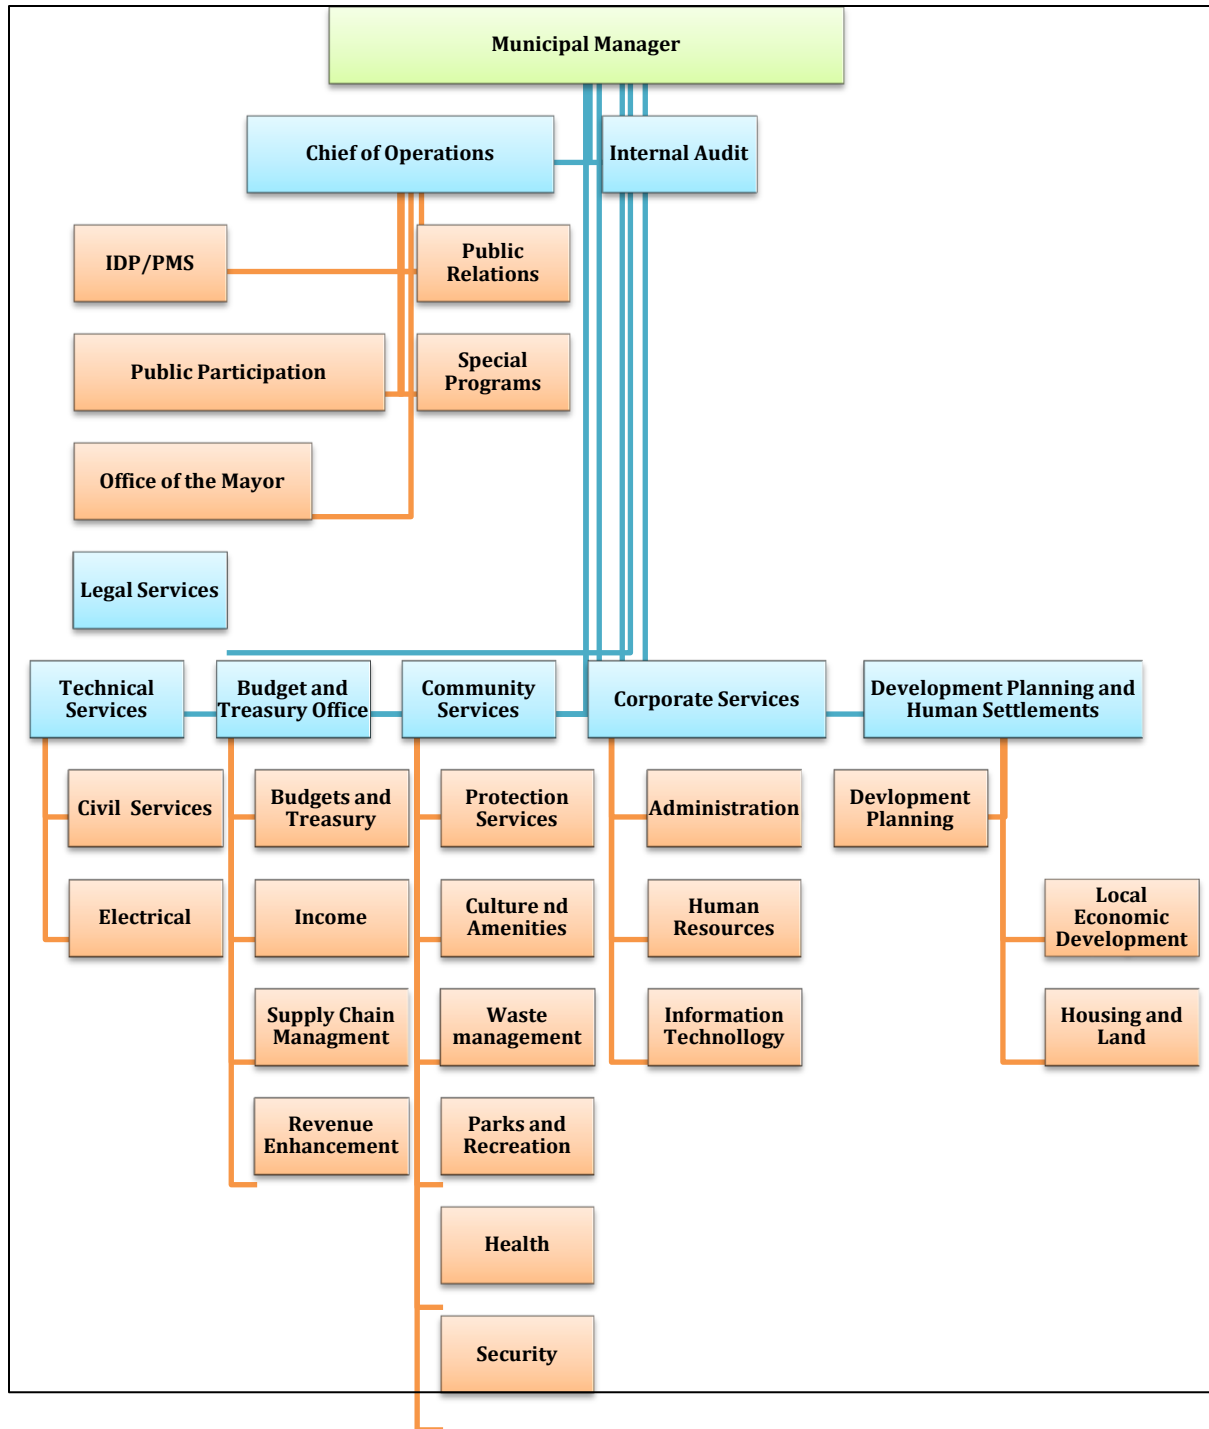 Municipal Manager
Chief of Operations
Internal Audit
IDP/PMS
Public
Relations
Public Participation
Special
Programs
Office of the Mayor
Legal Services
Technical
Services
Budget and
Treasury Office
Community
Services
Corporate Services
Development Planning and
Human Settlements
Civil Services
Budgets and
Treasury
Protection
Services
Administration
Devlopment
Planning
Electrical
Income
Culture nd
Amenities
Human
Resources
Local
Economic
Development
Supply Chain
Managment
Waste
management
Information
Technollogy
Housing and
Land
Revenue
Enhancement
Parks and
Recreation
Health
Security